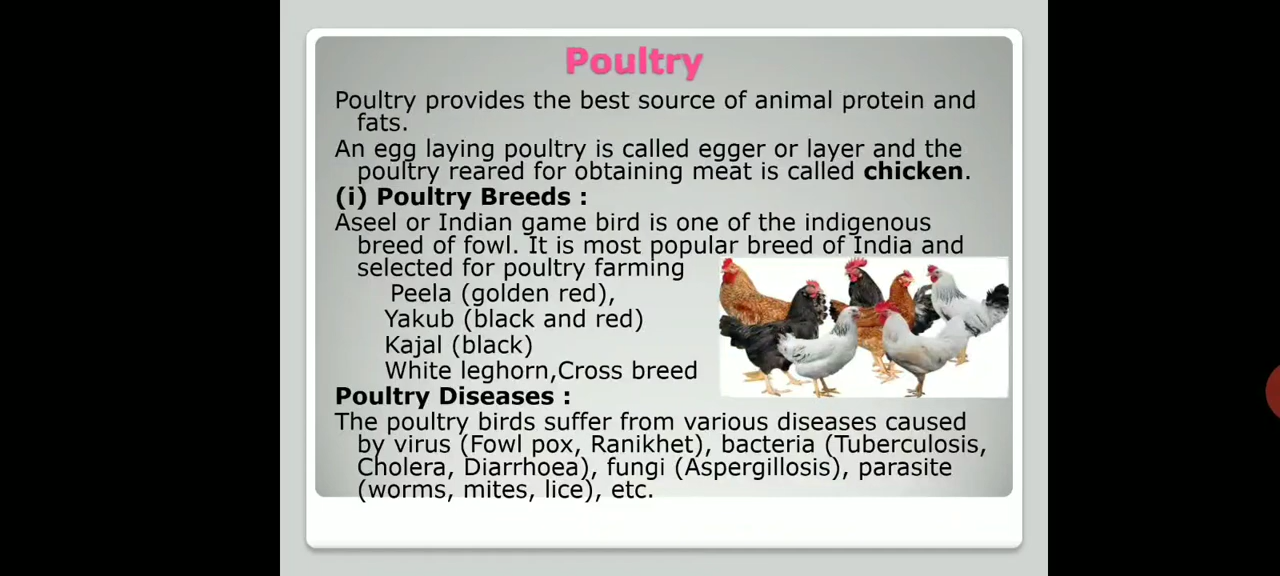 Poultry
Poultry provides the best source of animal protein and
fats.
An egg laying poultry is called egger or layer and the
poultry reared for obtaining meat is called chicken.
(i) Poultry Breeds :
Aseel or Indian game bird is one of the indigenous
breed of fowl. It is most popular breed of India and
selected for poultry farming
Peela (golden red),
Yakub (black and red)
Kajal (black)
White leghorn,Cross breed
Poultry Diseases :
The poultry birds suffer from various diseases caused
by virus (Fowl pox, Ranikhet), bacteria (Tuberculosis,
Cholera, Diarrhoea), fungi (Aspergillosis), parasite
(worms, mites, lice), etc.